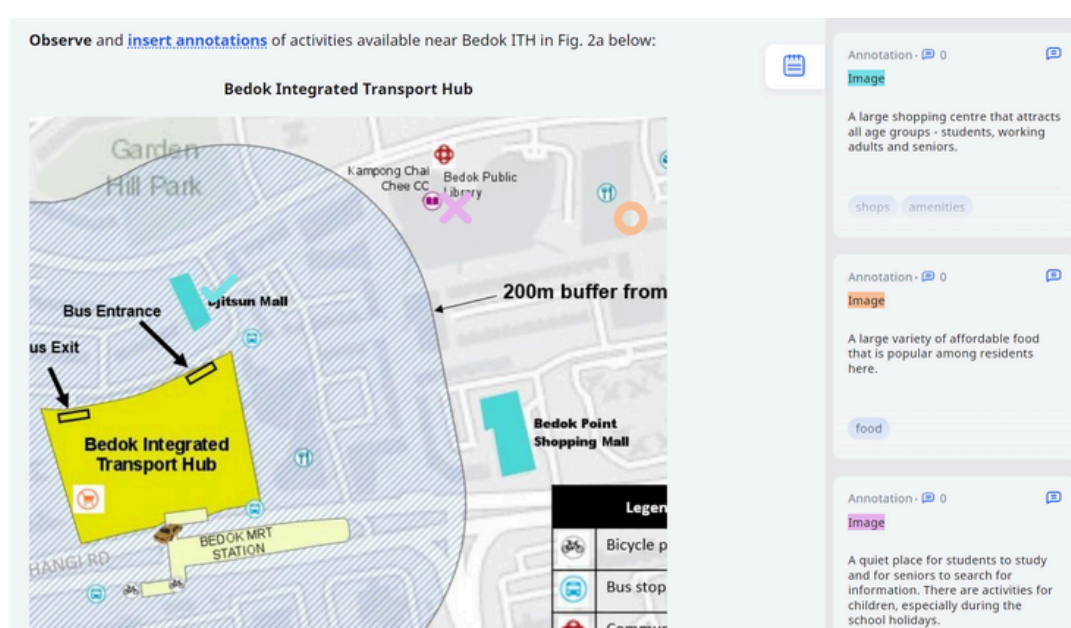 Observe and insert annotations of activities available near Bedok ITH in Fig. 2a below:
Bedok Integrated Transport Hub
Garden
Hill Park
Kampong Chai
Chee CC
Bedok Public
Library
Djitsun Mall
Bus Entrance
us Exit
200m buffer from
Bedok Point
Shopping Mall
Bedok Integrated
Transport Hub
BEDOK MRT
STATION
HANGI RD
Legen
Bicycle p
Bus stop
Commun
Annotation · 0
Image
A large shopping centre that attracts
all age groups - students, working
adults and seniors.
shops amenities
Annotation · 0
Image
A large variety of affordable food
that is popular among residents
here.
food
Annotation · 0
Image
A quiet place for students to study
and for seniors to search for
information. There are activities for
children, especially during the
school holidays.